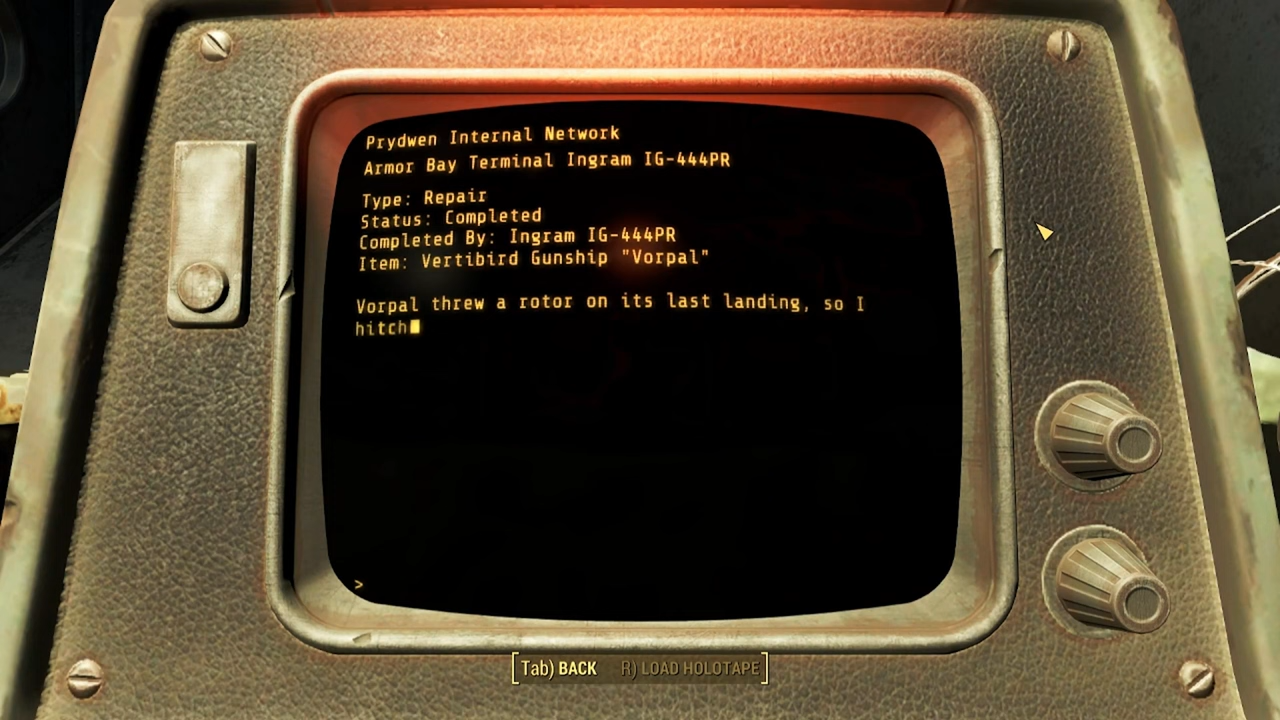 Prydwen Internal Network
Armor Bay Terminal Ingram IG-444PR
Type: Repair
Status: Completed
Completed By: Ingram IG-444PR
Item: Vertibird Gunship "Vorpal"
Vorpal threw a rotor on its last landing, so I
hitch
>
Tab) BACK R) LOAD HOLOTAPE